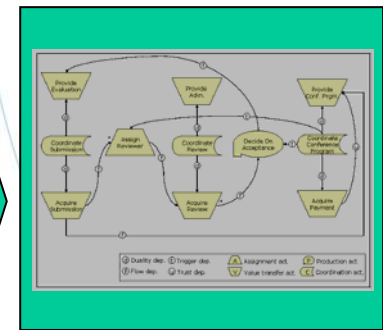 Provide
Evaluation
Provide
Adm.
Provide
Conf. Prgm.
Coordinate
Submission
Assign
Reviewer
Coordinate
Review
Decide On
Acceptance
Coordinate
Conference
Program
Acquire
Submission
Acquire
Review
Acquire
Payment
d Duality dep. t Trigger dep. A Assignment act. P Production act.
f Flow dep. Trust dep. V Value transfer act. C Coordination act.